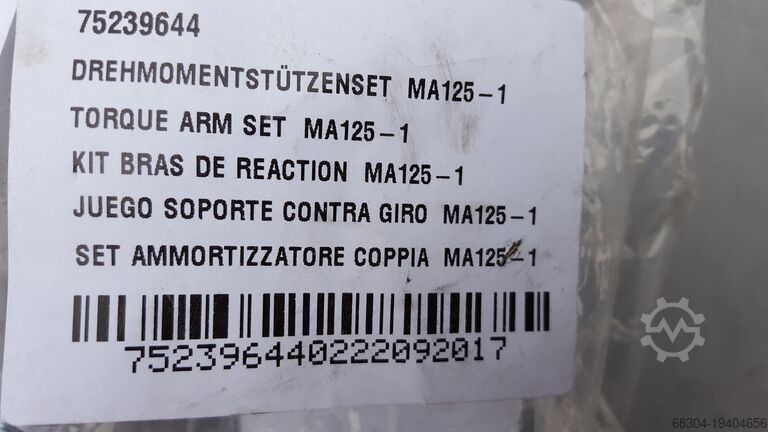 75239644
DREHMOMENTSTÜTZENSET MA125-1
TORQUE ARM SET MA125-1
KIT BRAS DE REACTION MA125-1
JUEGO SOPORTE CONTRA GIRO MA125-1
SET AMMORTIZZATORE COPPIA MA125-1
752396440222092017
68304-19404656